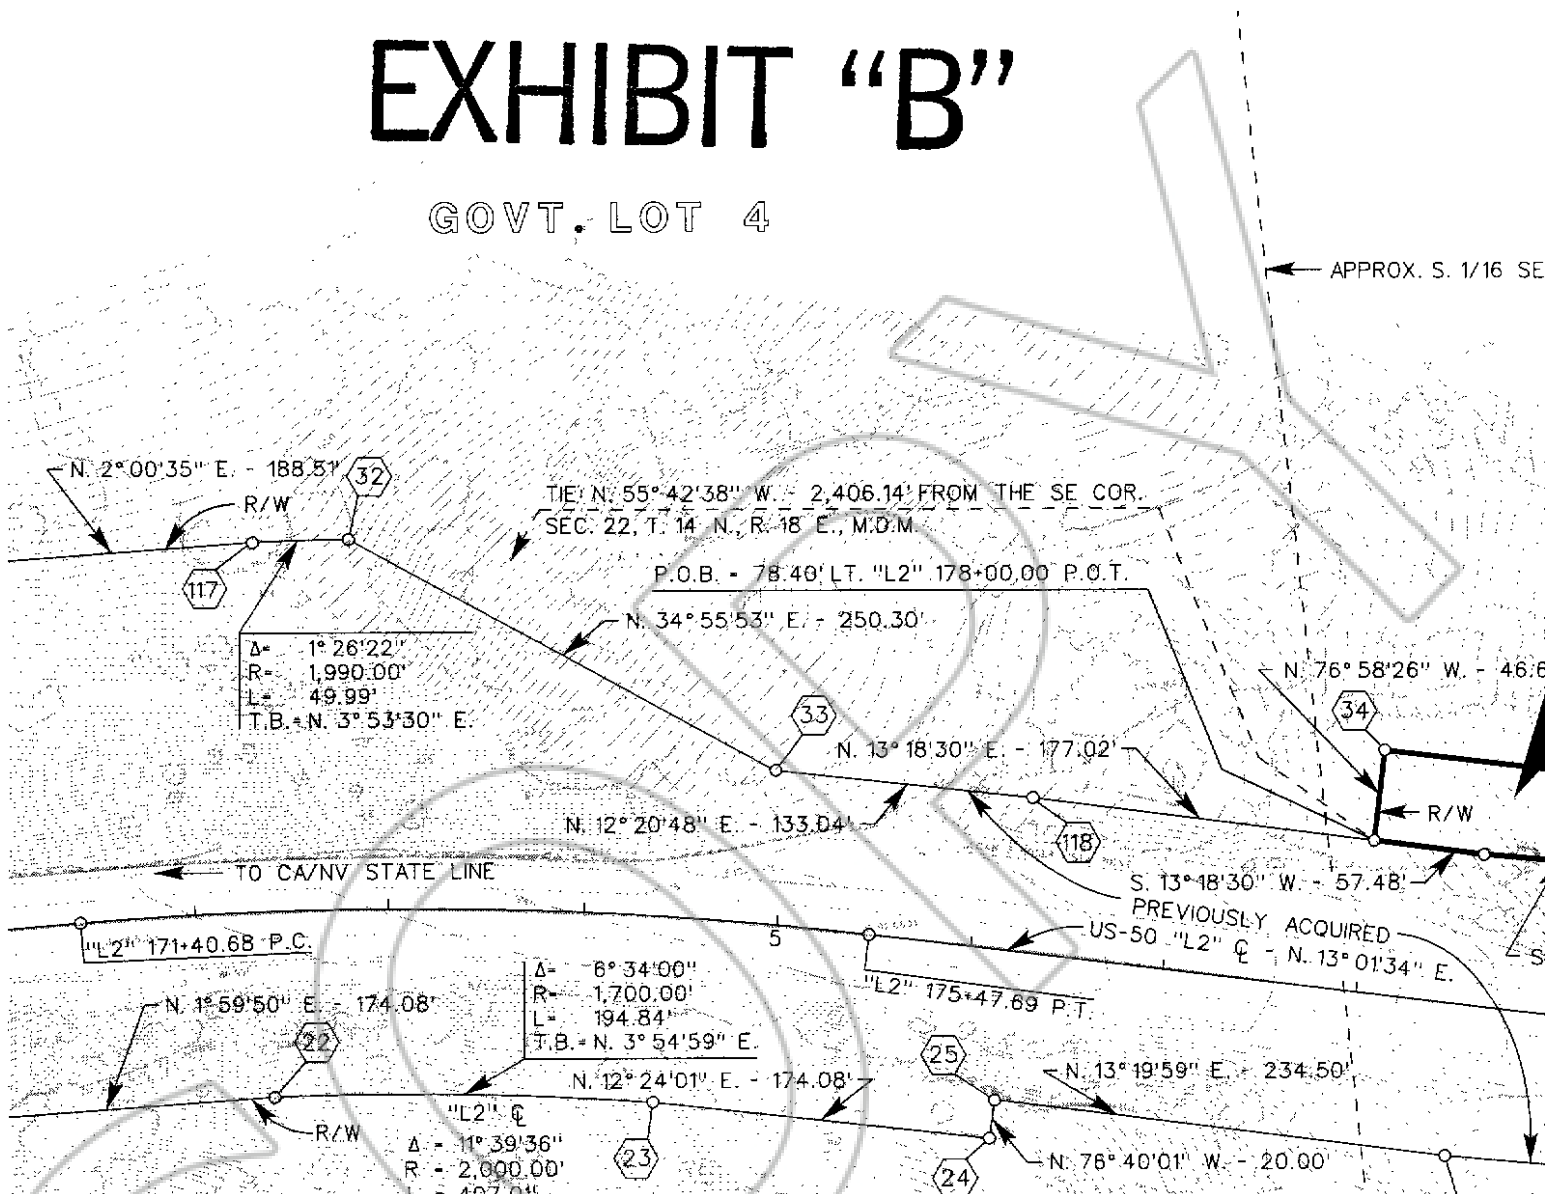 EXHIBIT "B"
GOVT. LOT 4
APPROX. S. 1/16 SE
N. 2°00'35" E. - 188.51'
32
R/W
TIE: N. 55°42'38" W. - 2,406.14' FROM THE SE COR.
SEC. 22, T. 14 N., R. 18 E., M.D.M.
117
P.O.B. - 78.40' LT. "L2" 178+00.00 P.O.T.
N. 34°55'53" E. - 250.30'
Δ= 1°26'22"
R= 1,990.00'
L= 49.99'
T.B.= N. 3°53'30" E.
N. 76°58'26" W. - 46.6
34
33
N. 13°18'30" E. - 177.02'
R/W
N. 12°20'48" E. - 133.04'
118
TO CA/NV STATE LINE
S. 13°18'30" W. - 57.48'
PREVIOUSLY ACQUIRED
US-50 "L2" ℄ - N. 13°01'34" E.
S
5
"L2" 171+40.68 P.C.
"L2" 175+47.69 P.T.
Δ= 6°34'00"
R= 1,700.00'
L= 194.84'
T.B.= N. 3°54'59" E.
N. 1°59'50" E. - 174.08'
22
25
N. 12°24'01" E. - 174.08'
N. 13°19'59" E. - 234.50'
R/W
"L2" ℄
Δ = 11°39'36"
R = 2,000.00'
L = 407.01'
23
24
N. 76°40'01" W. - 20.00'
COPY